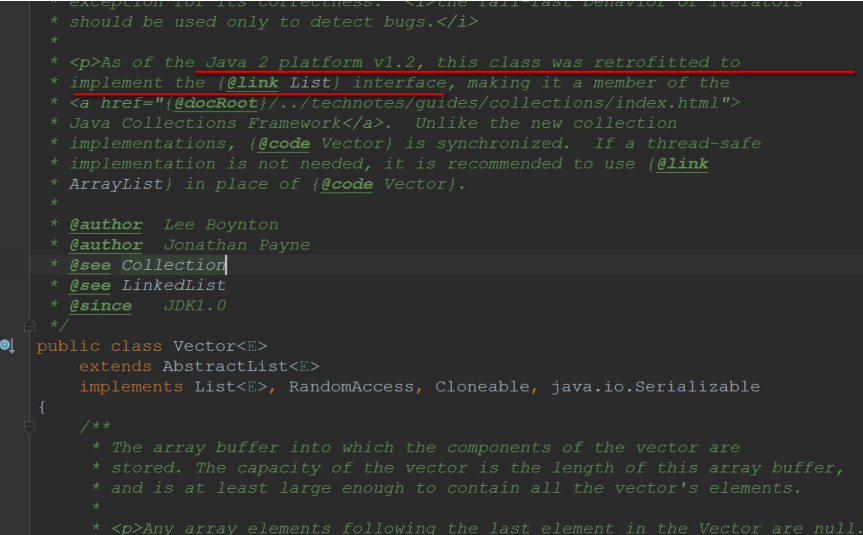 * exception for its correctness. <i>the fail-fast behavior of iterators
* should be used only to detect bugs.</i>
*
* <p>As of the Java 2 platform v1.2, this class was retrofitted to
* implement the {@link List} interface, making it a member of the
* <a href="{@docRoot}/../technotes/guides/collections/index.html">
* Java Collections Framework</a>.  Unlike the new collection
* implementations, {@code Vector} is synchronized.  If a thread-safe
* implementation is not needed, it is recommended to use {@link
* ArrayList} in place of {@code Vector}.
*
* @author  Lee Boynton
* @author  Jonathan Payne
* @see Collection
* @see LinkedList
* @since   JDK1.0
*/
public class Vector<E>
extends AbstractList<E>
implements List<E>, RandomAccess, Cloneable, java.io.Serializable
{
/**
* The array buffer into which the components of the vector are
* stored. The capacity of the vector is the length of this array buffer,
* and is at least large enough to contain all the vector's elements.
*
* <p>Any array elements following the last element in the Vector are null.